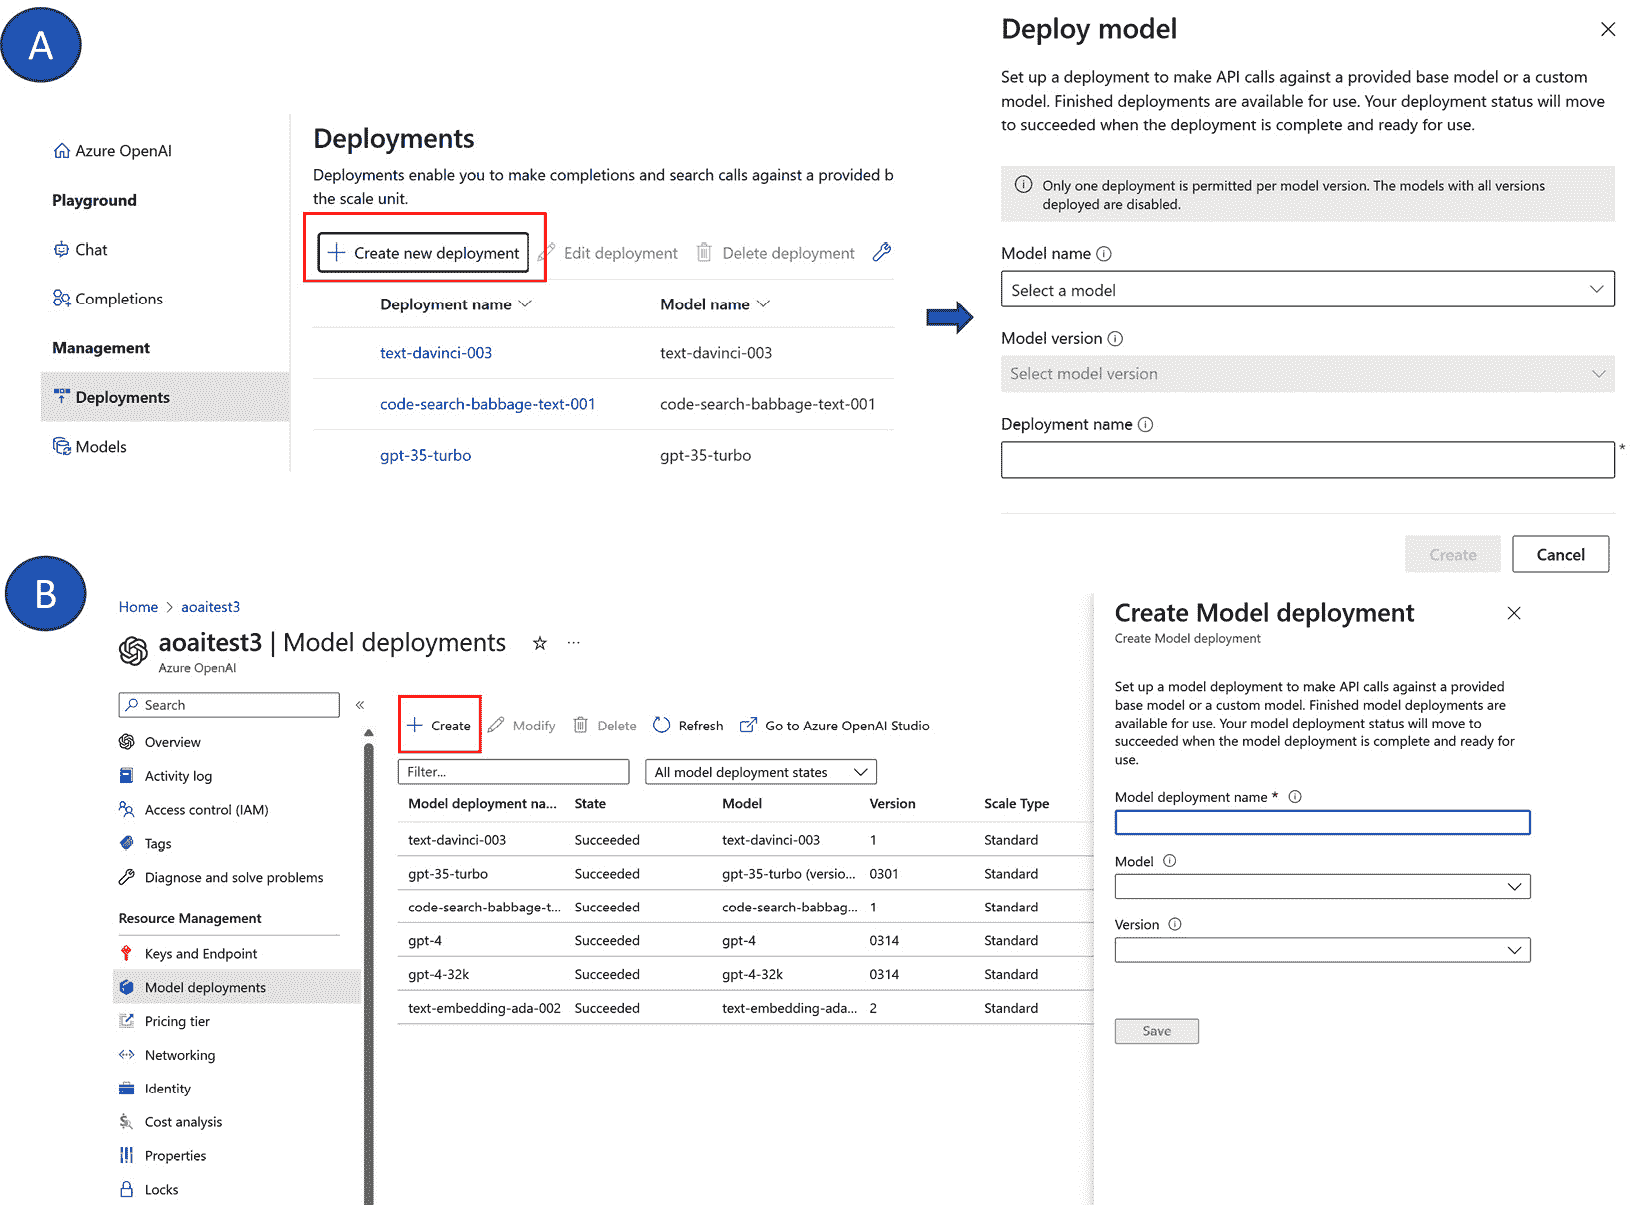 A
Azure OpenAI
Playground
Chat
Completions
Management
Deployments
Models
Deployments
Deployments enable you to make completions and search calls against a provided b
the scale unit.
Create new deployment
Edit deployment
Delete deployment
Deployment name
Model name
text-davinci-003
text-davinci-003
code-search-babbage-text-001
code-search-babbage-text-001
gpt-35-turbo
gpt-35-turbo
Deploy model
Set up a deployment to make API calls against a provided base model or a custom
model. Finished deployments are available for use. Your deployment status will move
to succeeded when the deployment is complete and ready for use.
Only one deployment is permitted per model version. The models with all versions
deployed are disabled.
Model name
Select a model
Model version
Select model version
Deployment name
*
Create
Cancel
B
Home > aoaitest3
aoaitest3 | Model deployments
...
Azure OpenAI
Search
«
Overview
Activity log
Access control (IAM)
Tags
Diagnose and solve problems
Resource Management
Keys and Endpoint
Model deployments
Pricing tier
Networking
Identity
Cost analysis
Properties
Locks
Create
Modify
Delete
Refresh
Go to Azure OpenAI Studio
Filter...
All model deployment states
Model deployment na... State Model Version Scale Type
text-davinci-003 Succeeded text-davinci-003 1 Standard
gpt-35-turbo Succeeded gpt-35-turbo (versio... 0301 Standard
code-search-babbage-t... Succeeded code-search-babbag... 1 Standard
gpt-4 Succeeded gpt-4 0314 Standard
gpt-4-32k Succeeded gpt-4-32k 0314 Standard
text-embedding-ada-002 Succeeded text-embedding-ada... 2 Standard
Create Model deployment
Create Model deployment
Set up a model deployment to make API calls against a provided
base model or a custom model. Finished model deployments are
available for use. Your model deployment status will move to
succeeded when the model deployment is complete and ready for
use.
Model deployment name *
Model
Version
Save